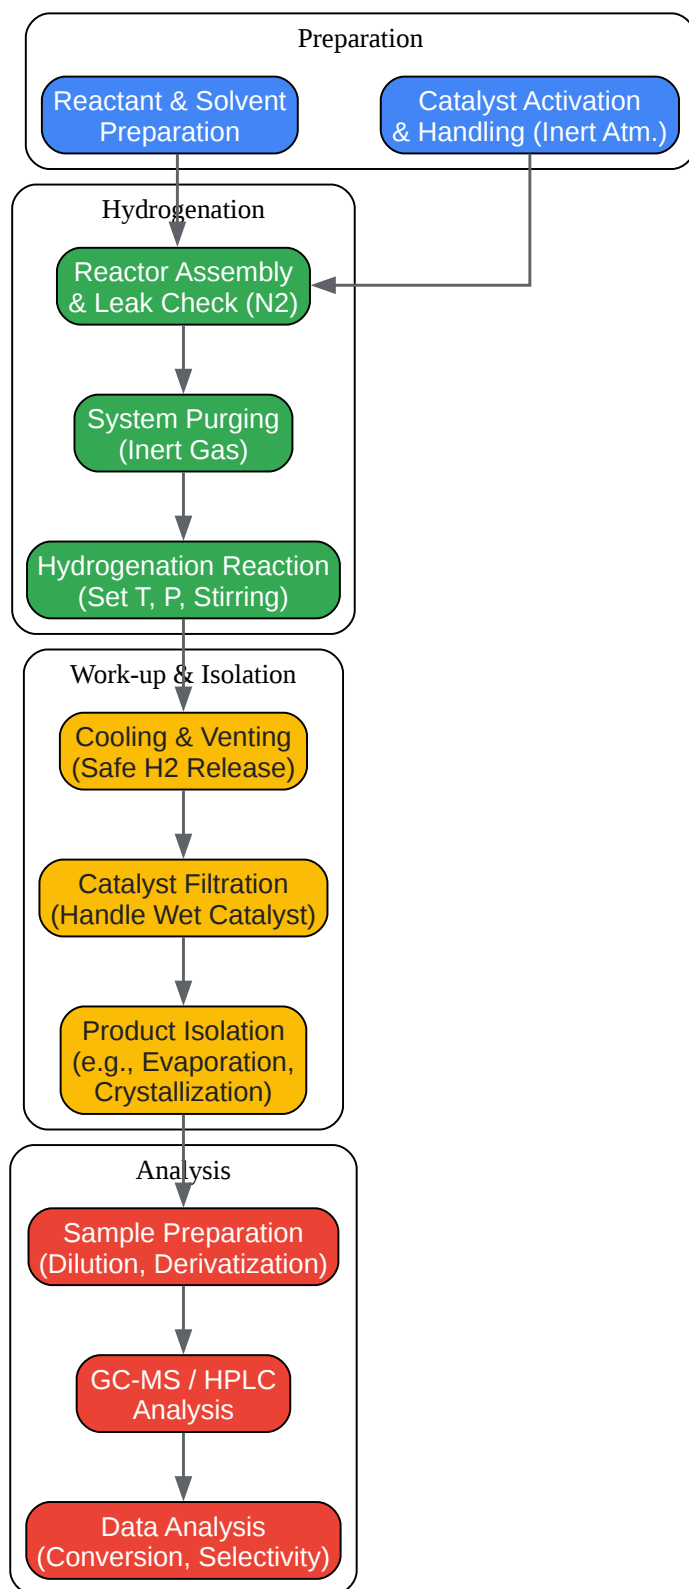 Preparation
Reactant & Solvent
Preparation
Catalyst Activation
& Handling (Inert Atm.)
Hydrogenation
Reactor Assembly
& Leak Check (N2)
System Purging
(Inert Gas)
Hydrogenation Reaction
(Set T, P, Stirring)
Work-up & Isolation
Cooling & Venting
(Safe H2 Release)
Catalyst Filtration
(Handle Wet Catalyst)
Product Isolation
(e.g., Evaporation,
Crystallization)
Analysis
Sample Preparation
(Dilution, Derivatization)
GC-MS / HPLC
Analysis
Data Analysis
(Conversion, Selectivity)